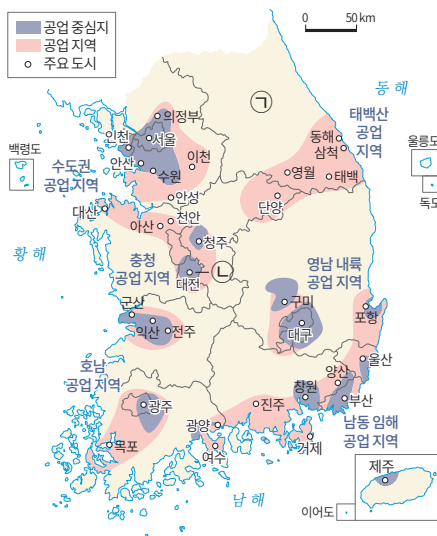 공업 중심지
공업 지역
주요 도시
0 50 km
동해
㉠
태백산
공업
지역
울릉도
독도
백령도
수도권
공업 지역
의정부
인천
서울
안산
수원
이천
안성
동해
삼척
영월
태백
단양
대산
아산
천안
청주
황해
충청
공업 지역
대전
㉡
영남 내륙
공업 지역
군산
익산
전주
구미
대구
포항
호남
공업 지역
울산
양산
창원
부산
광주
광양
진주
남동 임해
공업 지역
목포
여수
거제
남해
제주
이어도